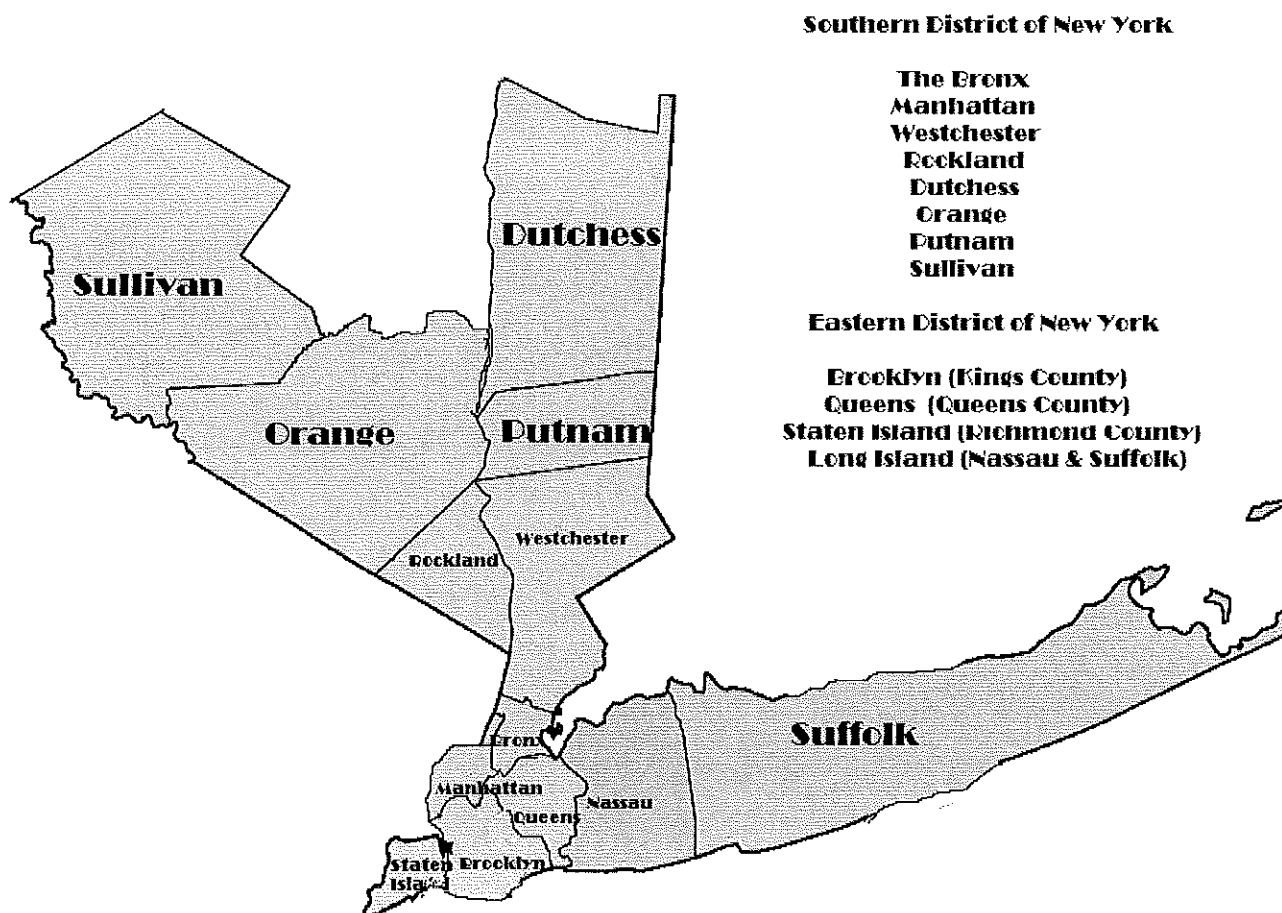 Southern District of New York
The Bronx
Manhattan
Westchester
Rockland
Dutchess
Orange
Putnam
Sullivan
Eastern District of New York
Brooklyn (Kings County)
Queens (Queens County)
Staten Island (Richmond County)
Long Island (Nassau & Suffolk)
Dutchess
Sullivan
Orange
Putnam
Westchester
Rockland
Suffolk
Bronx
Manhattan
Nassau
Queens
Staten
Island
Brooklyn